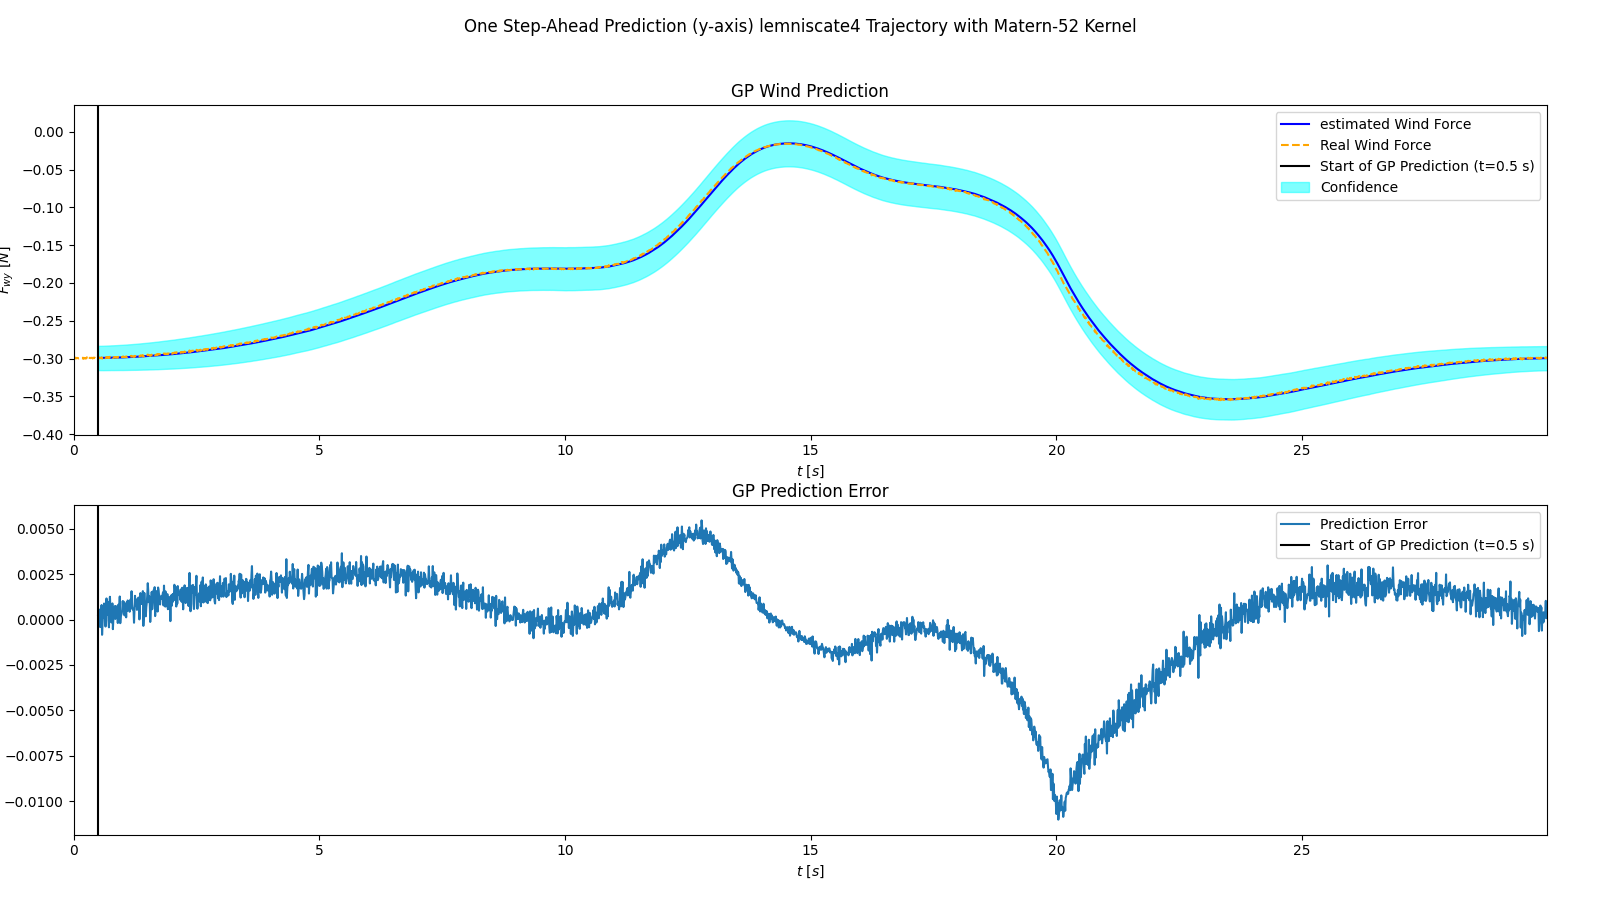 One Step-Ahead Prediction (y-axis) lemniscate4 Trajectory with Matern-52 Kernel
GP Wind Prediction
estimated Wind Force
Real Wind Force
Start of GP Prediction (t=0.5 s)
Confidence
0.00
−0.05
−0.10
−0.15
−0.20
−0.25
−0.30
−0.35
−0.40
F_wy [N]
0 5 10 15 20 25
t [s]
GP Prediction Error
Prediction Error
Start of GP Prediction (t=0.5 s)
0.0050
0.0025
0.0000
−0.0025
−0.0050
−0.0075
−0.0100
0 5 10 15 20 25
t [s]